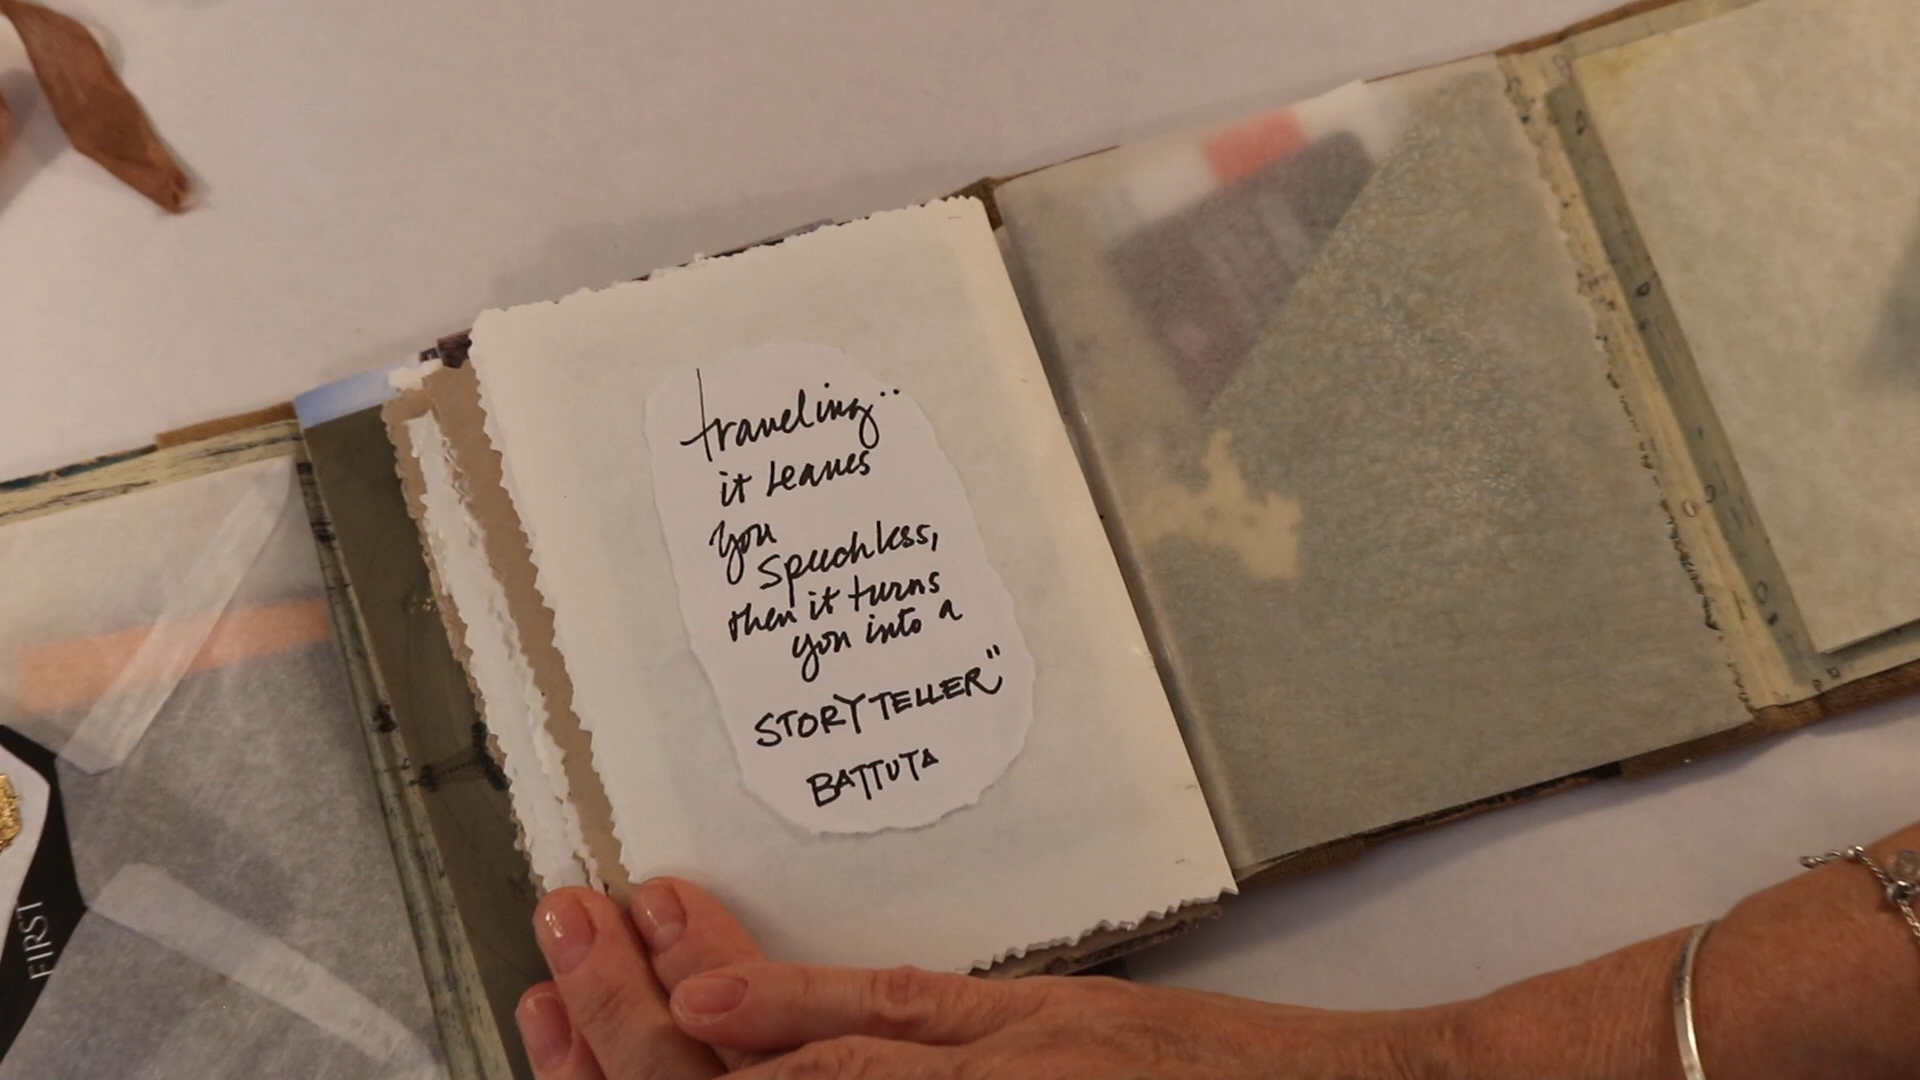 traveling..
it leaves
you
speechless,
then it turns
you into a
STORYTELLER"
BATTUTA
FIRST